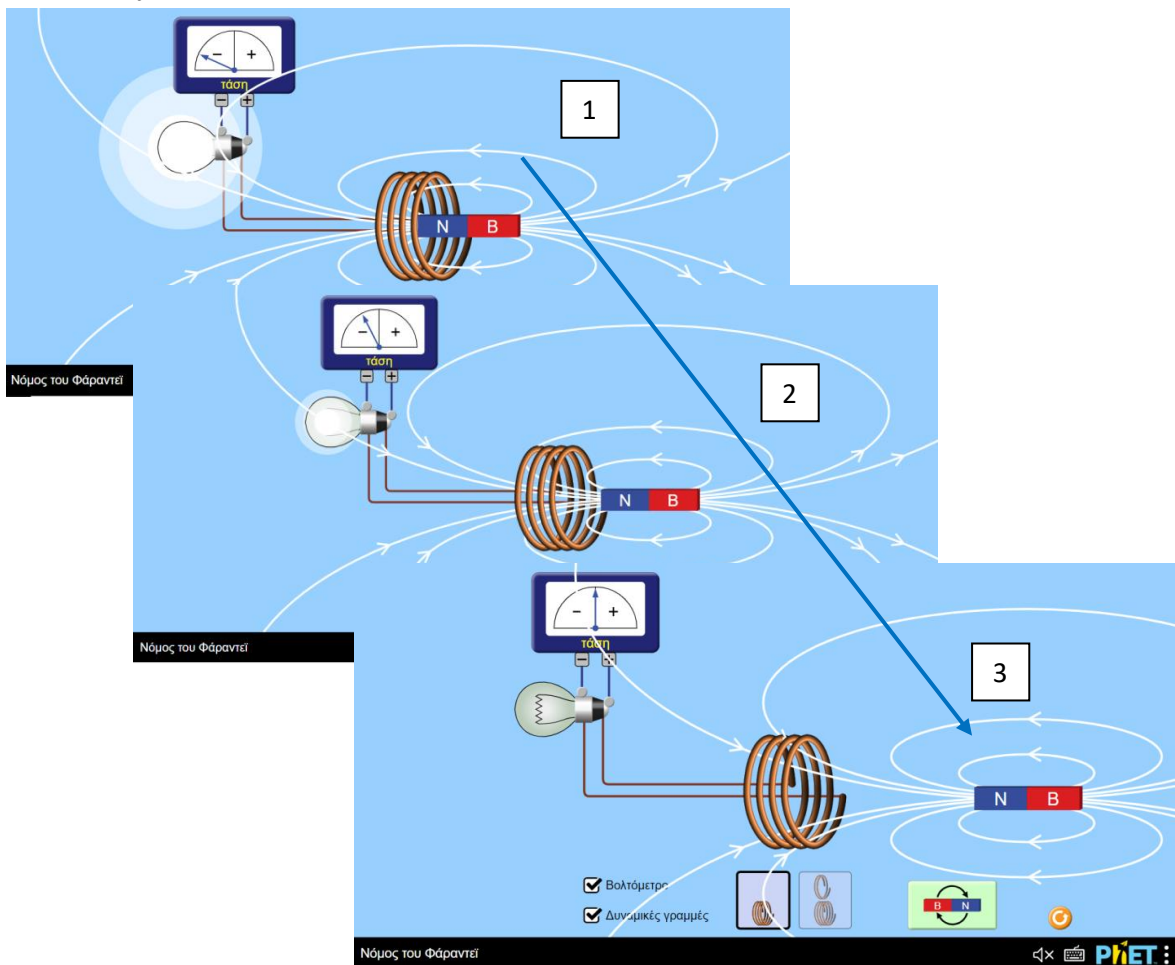 - +
τάση
- +
1
N B
Νόμος του Φάραντεϊ
- +
τάση
- +
2
N B
Νόμος του Φάραντεϊ
- +
τάση
- +
3
N B
Βολτόμετρο
Δυναμικές γραμμές
B N
Νόμος του Φάραντεϊ
PhET